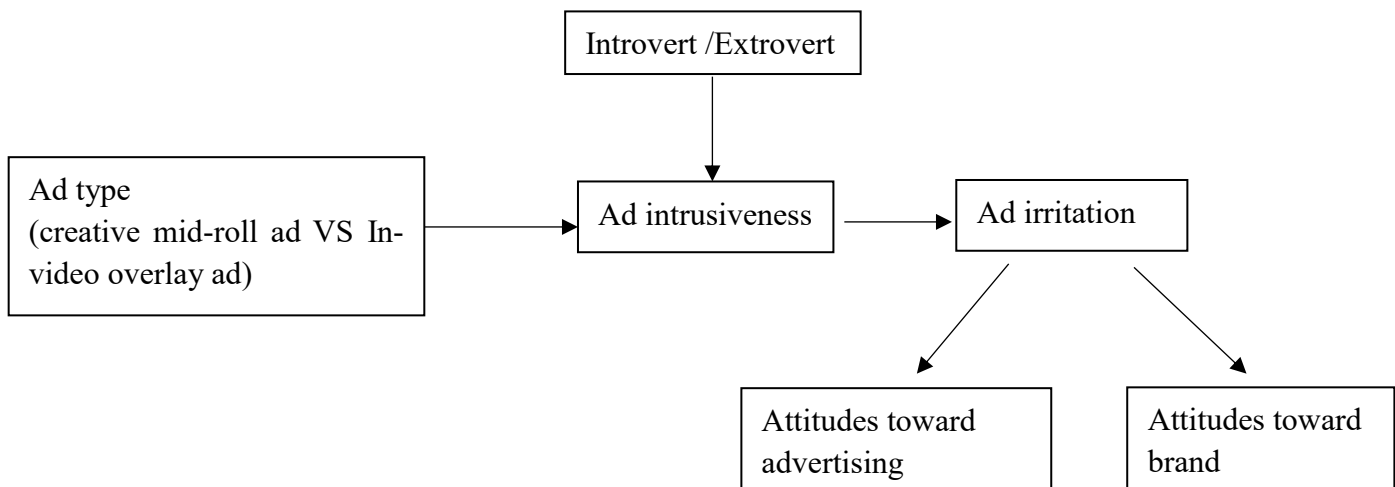 Introvert /Extrovert
Ad type
(creative mid-roll ad VS In-
video overlay ad)
Ad intrusiveness
Ad irritation
Attitudes toward
advertising
Attitudes toward
brand